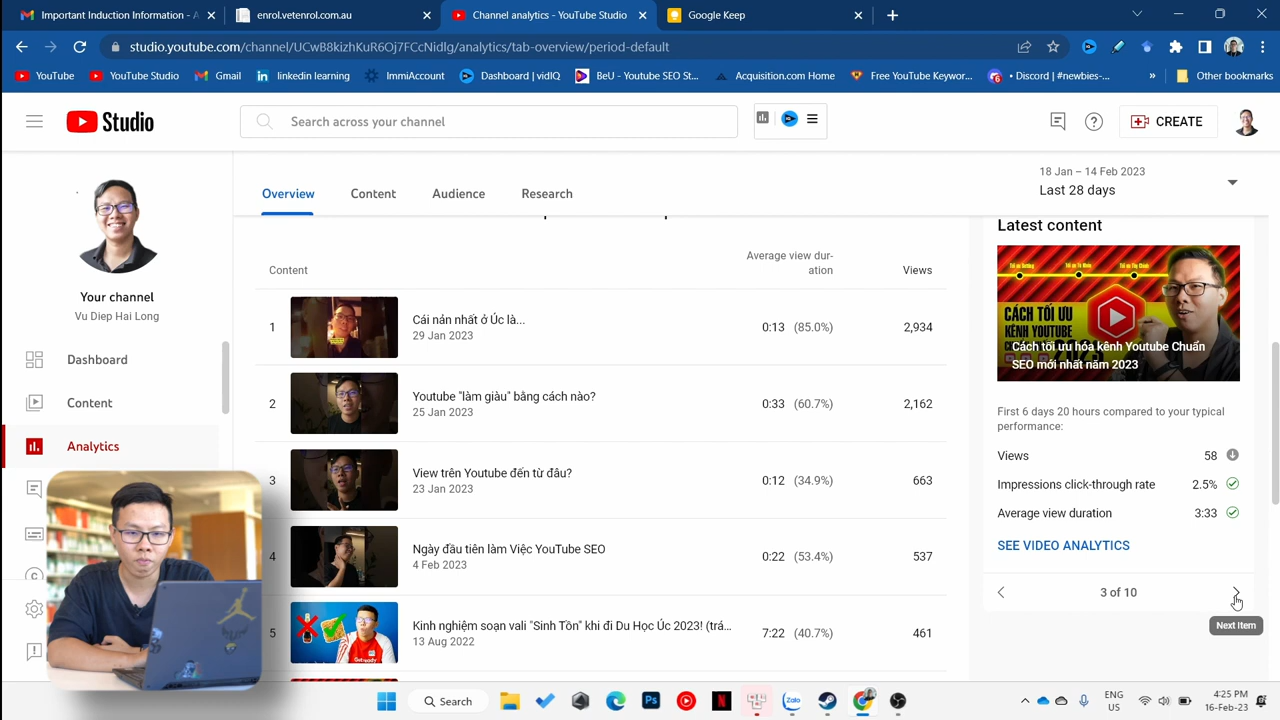 Important Induction Information - A
enrol.vetenrol.com.au
Channel analytics - YouTube Studio
Google Keep
studio.youtube.com/channel/UCwB8kizhKuR6Oj7FCcNidlg/analytics/tab-overview/period-default
YouTube
YouTube Studio
Gmail
linkedin learning
ImmiAccount
Dashboard | vidIQ
BeU - Youtube SEO St...
Acquisition.com Home
Free YouTube Keywor...
• Discord | #newbies-...
»
Other bookmarks
Studio
Search across your channel
CREATE
Your channel
Vu Diep Hai Long
Dashboard
Content
Analytics
Overview
Content
Audience
Research
18 Jan – 14 Feb 2023
Last 28 days
Content
Average view dur-
ation
Views
1
Cái nản nhất ở Úc là...
29 Jan 2023
0:13 (85.0%)
2,934
2
Youtube "làm giàu" bằng cách nào?
25 Jan 2023
0:33 (60.7%)
2,162
3
View trên Youtube đến từ đâu?
23 Jan 2023
0:12 (34.9%)
663
4
Ngày đầu tiên làm Việc YouTube SEO
4 Feb 2023
0:22 (53.4%)
537
5
Kinh nghiệm soạn vali "Sinh Tồn" khi đi Du Học Úc 2023! (trá...
13 Aug 2022
7:22 (40.7%)
461
Latest content
CÁCH TỐI ƯU
KÊNH YOUTUBE
Cách tối ưu hóa kênh Youtube Chuẩn
SEO mới nhất năm 2023
First 6 days 20 hours compared to your typical
performance:
Views
58
Impressions click-through rate
2.5%
Average view duration
3:33
SEE VIDEO ANALYTICS
3 of 10
Next Item
Search
ENG
US
4:25 PM
16-Feb-23